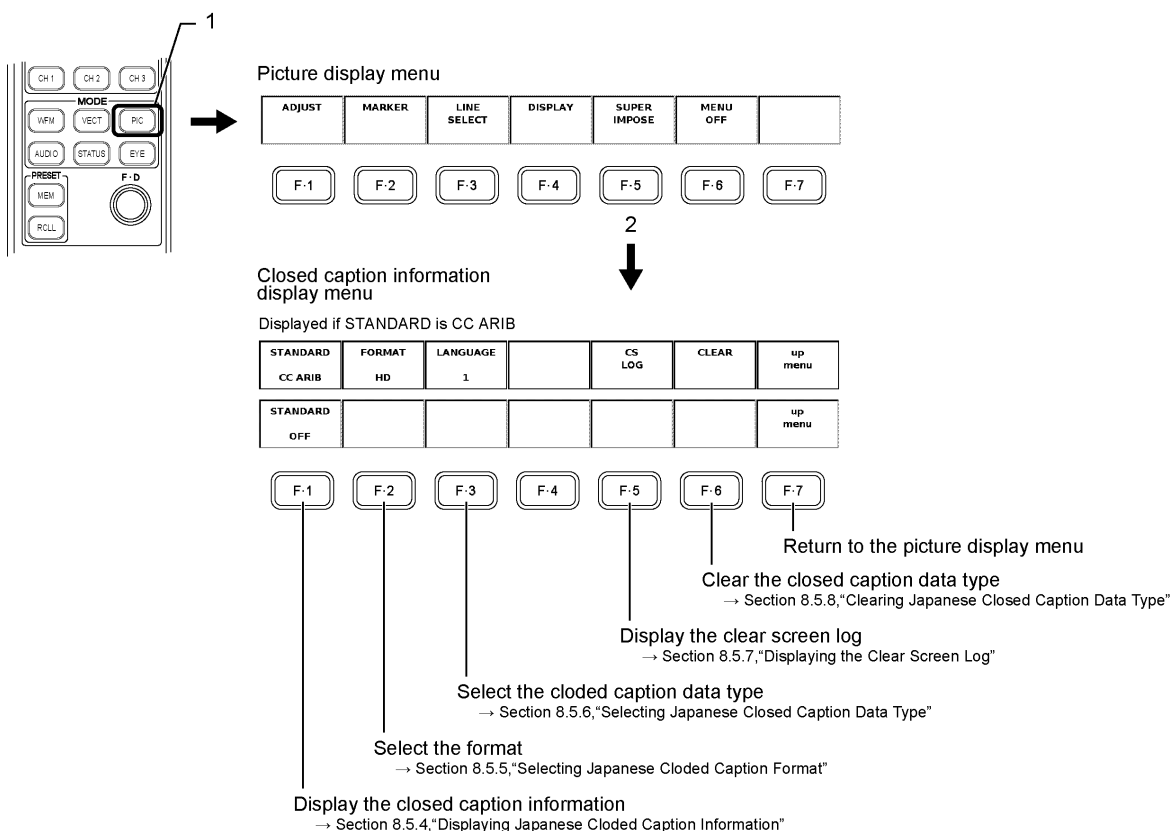 1
CH 1 CH 2 CH 3
MODE
WFM VECT PIC
AUDIO STATUS EYE
PRESET F·D
MEM
RCLL
Picture display menu
ADJUST MARKER LINE SELECT DISPLAY SUPER IMPOSE MENU OFF
F·1 F·2 F·3 F·4 F·5 F·6 F·7
2
Closed caption information
display menu
Displayed if STANDARD is CC ARIB
STANDARD FORMAT LANGUAGE CS LOG CLEAR up menu
CC ARIB HD 1
STANDARD up menu
OFF
F·1 F·2 F·3 F·4 F·5 F·6 F·7
Return to the picture display menu
Clear the closed caption data type
→ Section 8.5.8,“Clearing Japanese Closed Caption Data Type”
Display the clear screen log
→ Section 8.5.7,“Displaying the Clear Screen Log”
Select the cloded caption data type
→ Section 8.5.6,“Selecting Japanese Closed Caption Data Type”
Select the format
→ Section 8.5.5,“Selecting Japanese Cloded Caption Format”
Display the closed caption information
→ Section 8.5.4,“Displaying Japanese Cloded Caption Information”